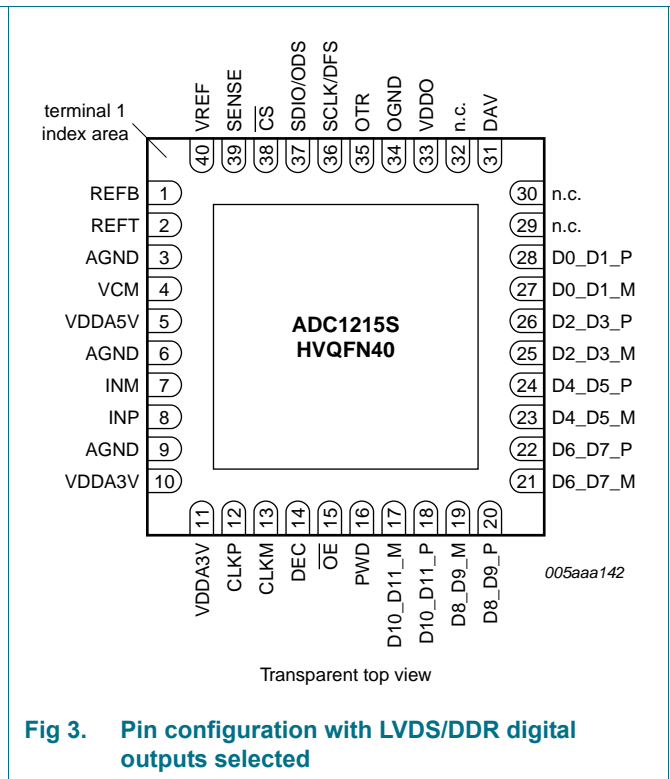 terminal 1
index area
VREF
SENSE
CS
SDIO/ODS
SCLK/DFS
OTR
OGND
VDDO
n.c.
DAV
40
39
38
37
36
35
34
33
32
31
REFB 1
REFT 2
AGND 3
VCM 4
VDDA5V 5
AGND 6
INM 7
INP 8
AGND 9
VDDA3V 10
ADC1215S
HVQFN40
30 n.c.
29 n.c.
28 D0_D1_P
27 D0_D1_M
26 D2_D3_P
25 D2_D3_M
24 D4_D5_P
23 D4_D5_M
22 D6_D7_P
21 D6_D7_M
11
12
13
14
15
16
17
18
19
20
VDDA3V
CLKP
CLKM
DEC
OE
PWD
D10_D11_M
D10_D11_P
D8_D9_M
D8_D9_P
005aaa142
Transparent top view
Fig 3. Pin configuration with LVDS/DDR digital
outputs selected